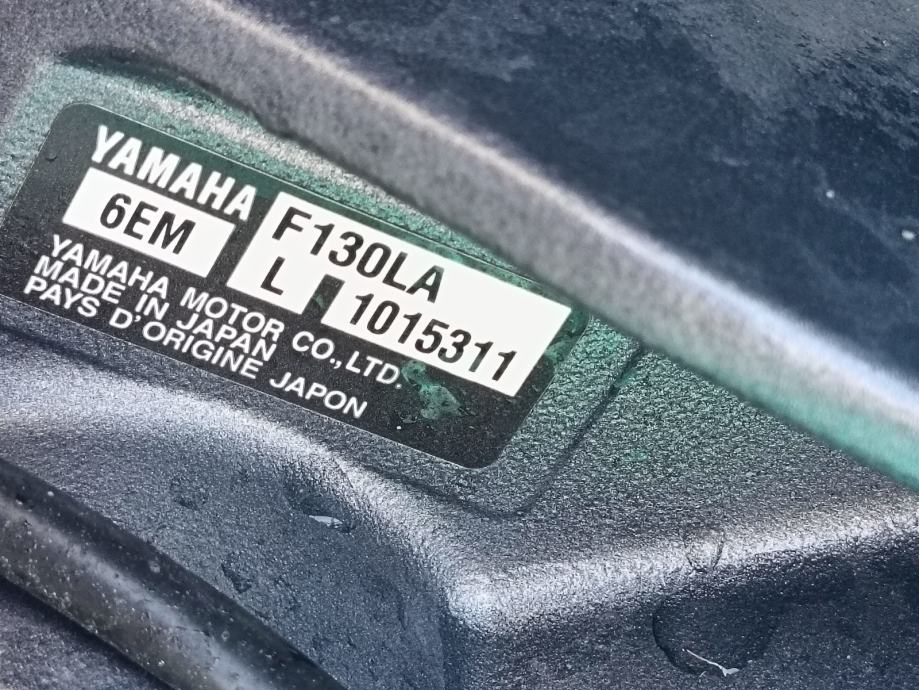 YAMAHA
6EM
F130LA
L 1015311
YAMAHA MOTOR CO.,LTD.
MADE IN JAPAN
PAYS D'ORIGINE JAPON